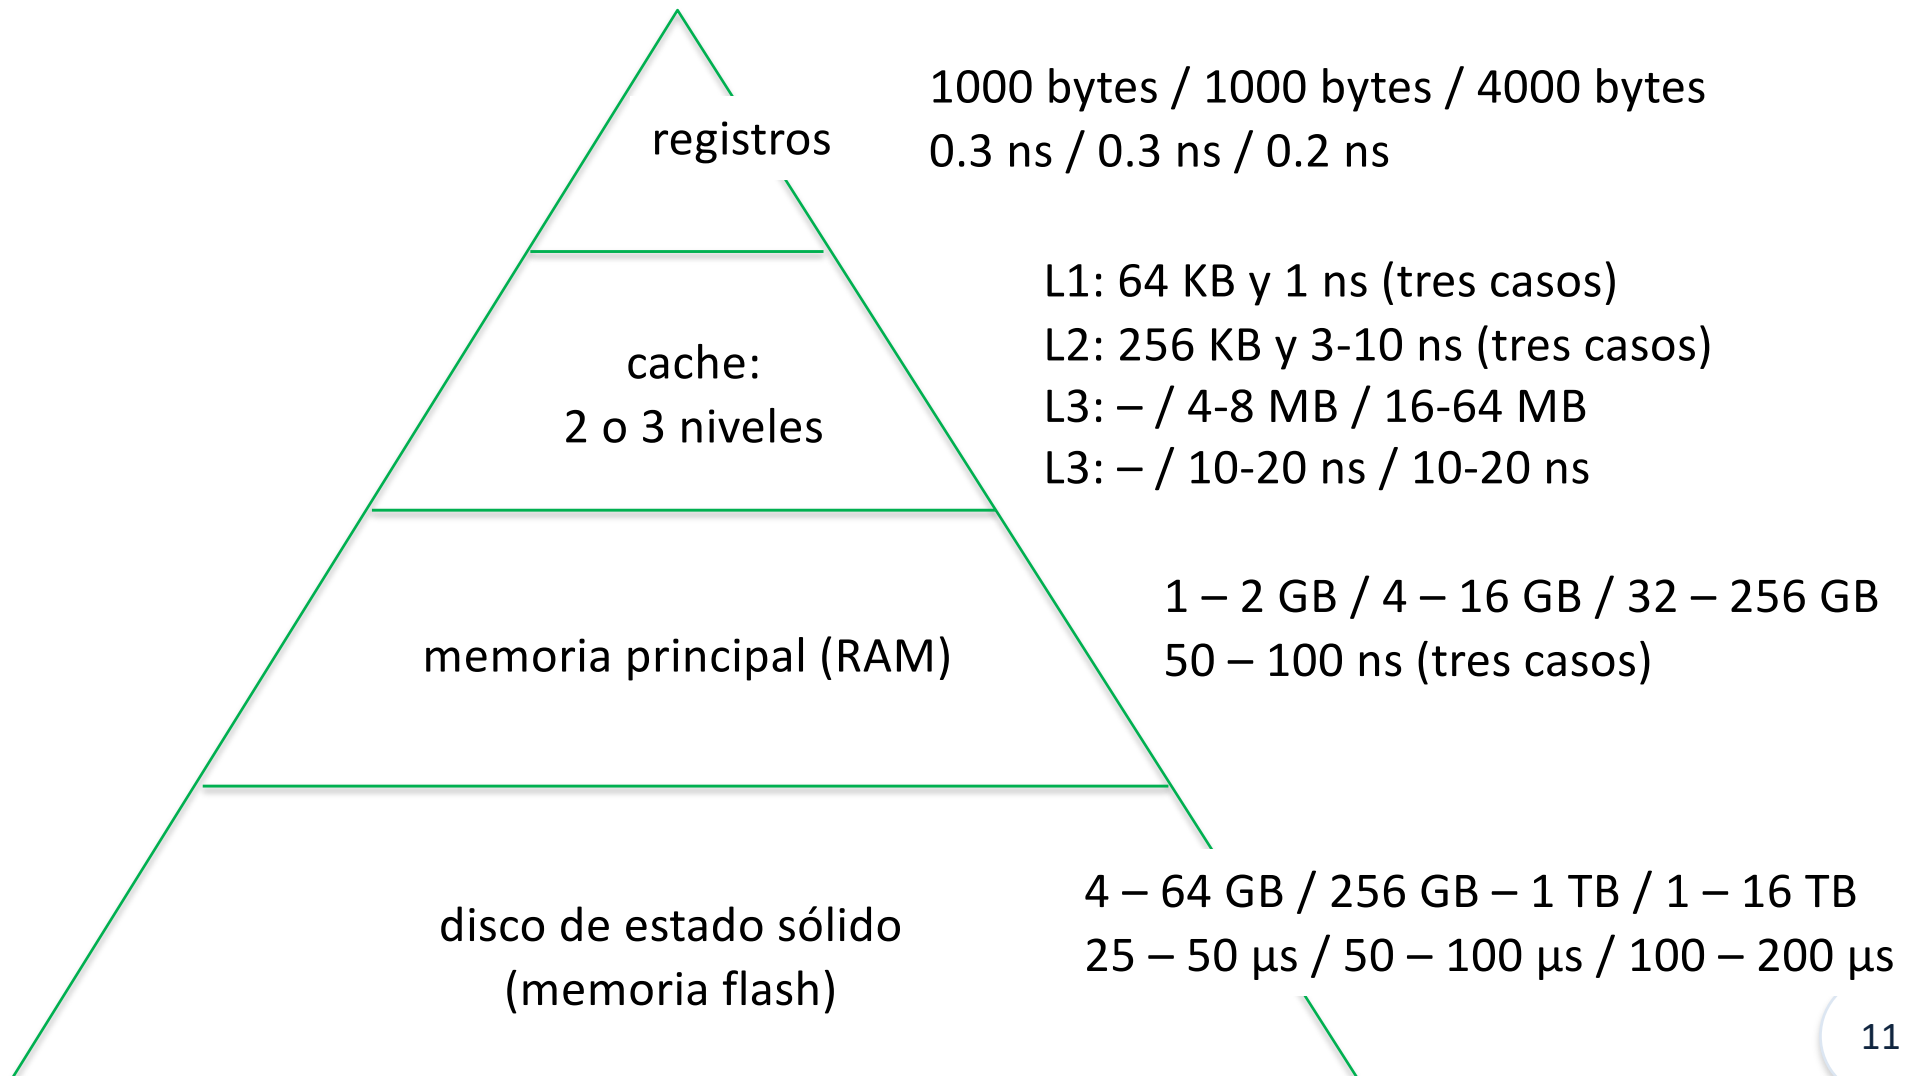 registros
1000 bytes / 1000 bytes / 4000 bytes
0.3 ns / 0.3 ns / 0.2 ns
cache:
2 o 3 niveles
L1: 64 KB y 1 ns (tres casos)
L2: 256 KB y 3-10 ns (tres casos)
L3: – / 4-8 MB / 16-64 MB
L3: – / 10-20 ns / 10-20 ns
memoria principal (RAM)
1 – 2 GB / 4 – 16 GB / 32 – 256 GB
50 – 100 ns (tres casos)
disco de estado sólido
(memoria flash)
4 – 64 GB / 256 GB – 1 TB / 1 – 16 TB
25 – 50 µs / 50 – 100 µs / 100 – 200 µs
11